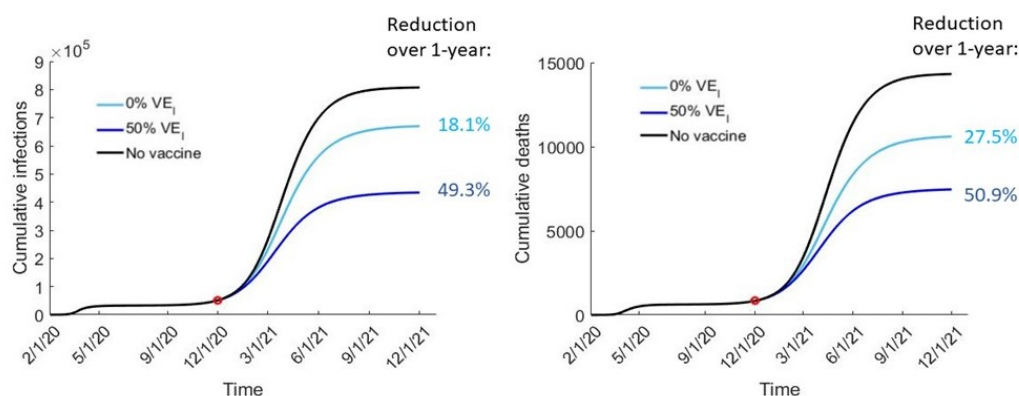 Reduction
over 1-year:
×10⁵
9
8
7
6
5
4
3
2
1
0
Cumulative infections
0% VE_I
50% VE_I
No vaccine
18.1%
49.3%
2/1/20
5/1/20
9/1/20
12/1/20
3/1/21
6/1/21
9/1/21
12/1/21
Time
Reduction
over 1-year:
15000
10000
5000
0
Cumulative deaths
0% VE_I
50% VE_I
No vaccine
27.5%
50.9%
2/1/20
5/1/20
9/1/20
12/1/20
3/1/21
6/1/21
9/1/21
12/1/21
Time